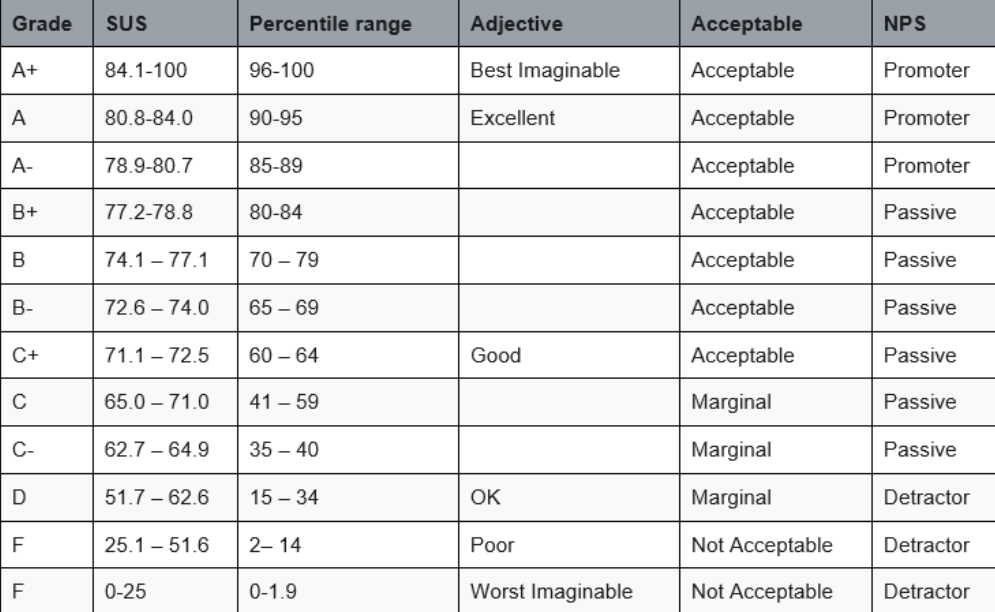 Grade SUS Percentile range Adjective Acceptable NPS
A+ 84.1-100 96-100 Best Imaginable Acceptable Promoter
A 80.8-84.0 90-95 Excellent Acceptable Promoter
A- 78.9-80.7 85-89 Acceptable Promoter
B+ 77.2-78.8 80-84 Acceptable Passive
B 74.1 – 77.1 70 – 79 Acceptable Passive
B- 72.6 – 74.0 65 – 69 Acceptable Passive
C+ 71.1 – 72.5 60 – 64 Good Acceptable Passive
C 65.0 – 71.0 41 – 59 Marginal Passive
C- 62.7 – 64.9 35 – 40 Marginal Passive
D 51.7 – 62.6 15 – 34 OK Marginal Detractor
F 25.1 – 51.6 2– 14 Poor Not Acceptable Detractor
F 0-25 0-1.9 Worst Imaginable Not Acceptable Detractor